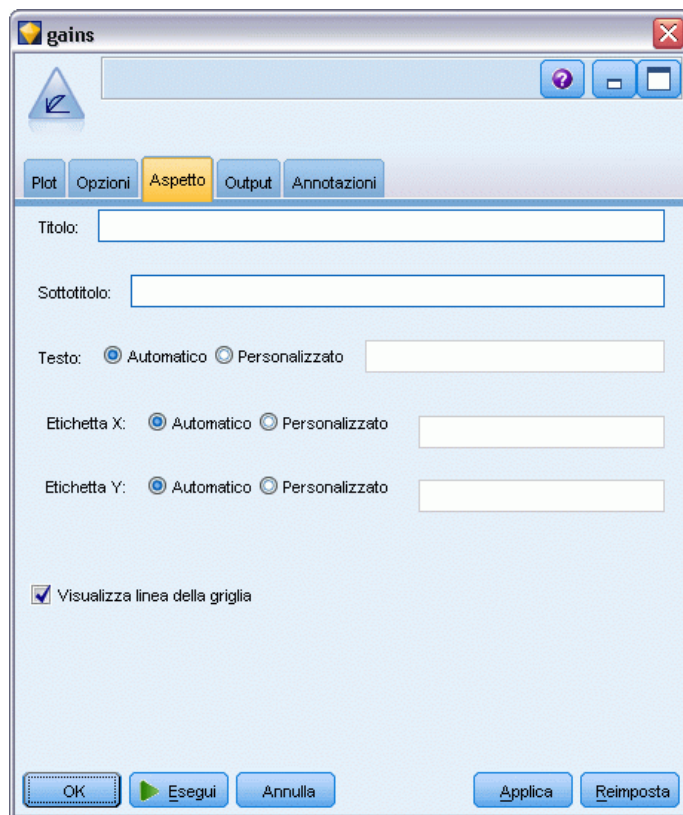 gains
Plot Opzioni Aspetto Output Annotazioni
Titolo:
Sottotitolo:
Testo: Automatico Personalizzato
Etichetta X: Automatico Personalizzato
Etichetta Y: Automatico Personalizzato
Visualizza linea della griglia
OK Esegui Annulla Applica Reimposta